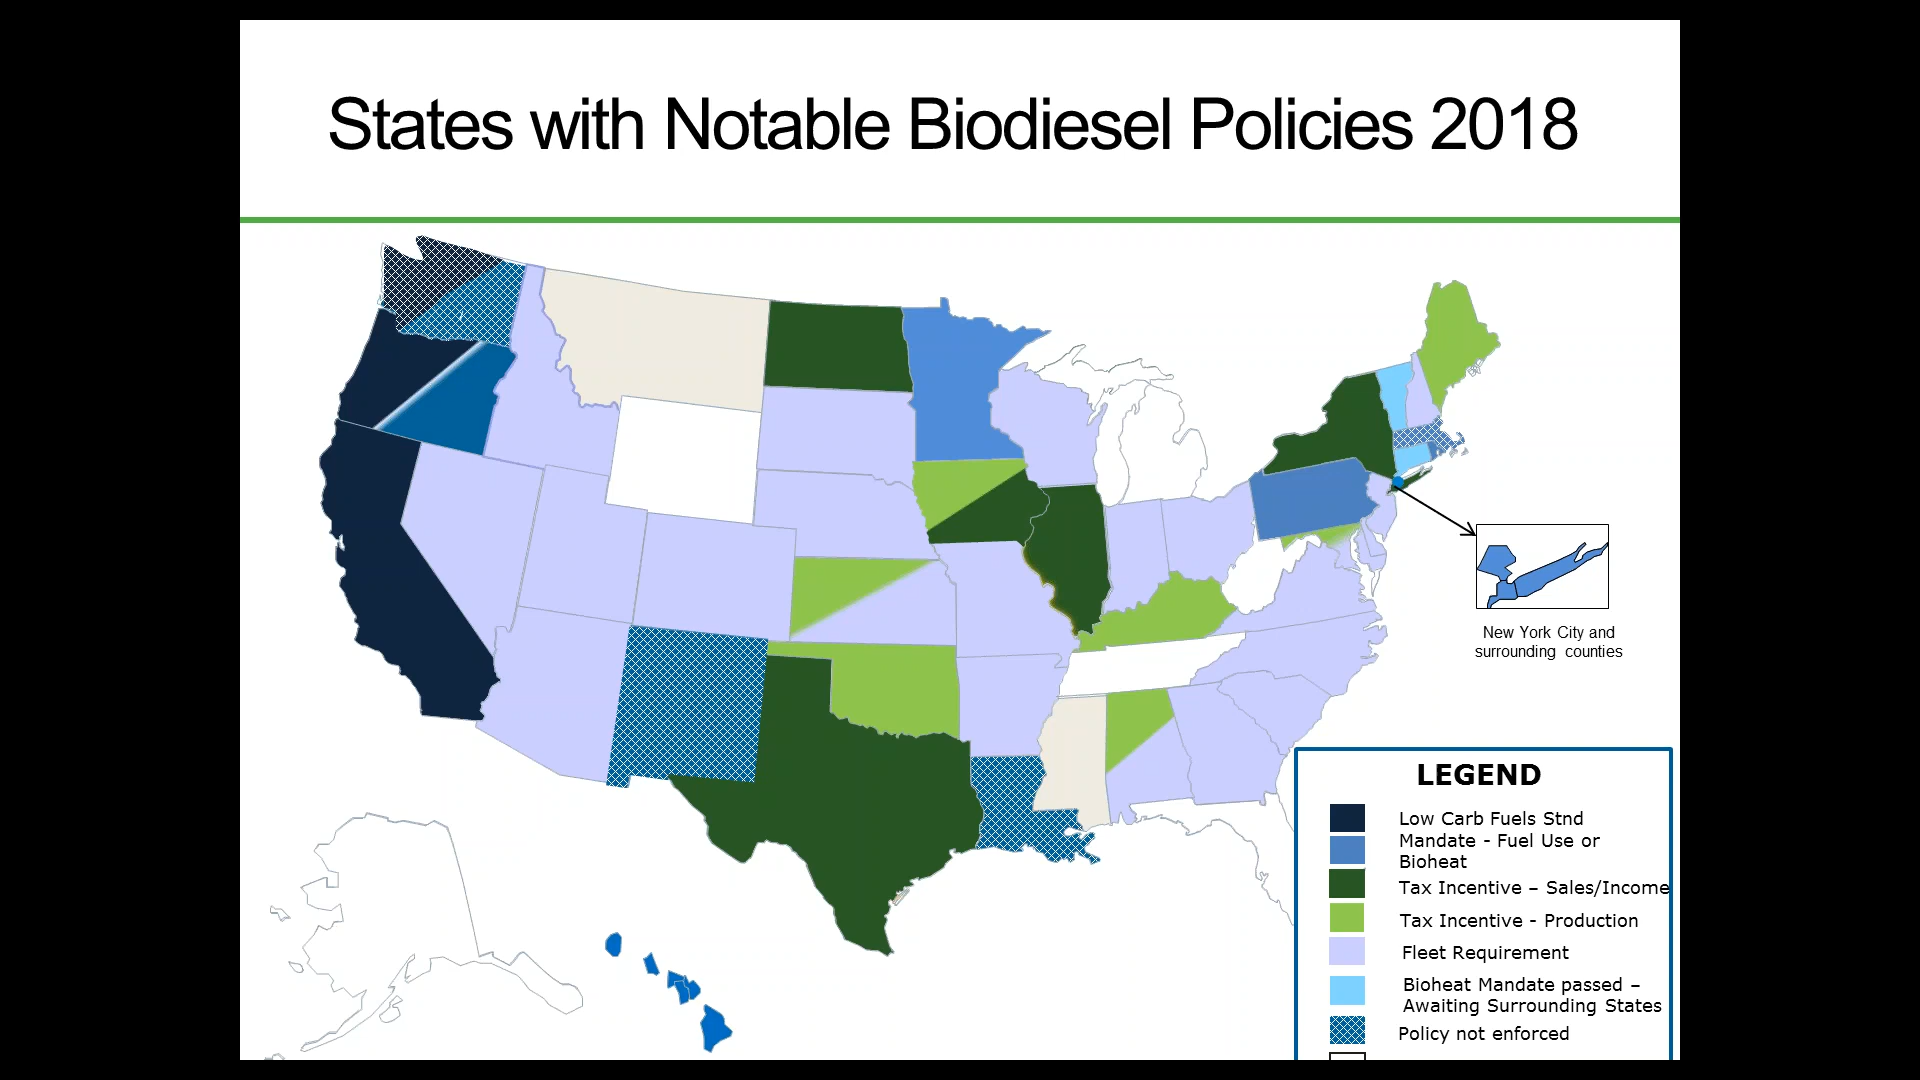 States with Notable Biodiesel Policies 2018
New York City and
surrounding counties
LEGEND
Low Carb Fuels Stnd
Mandate - Fuel Use or
Bioheat
Tax Incentive – Sales/Income
Tax Incentive - Production
Fleet Requirement
Bioheat Mandate passed –
Awaiting Surrounding States
Policy not enforced